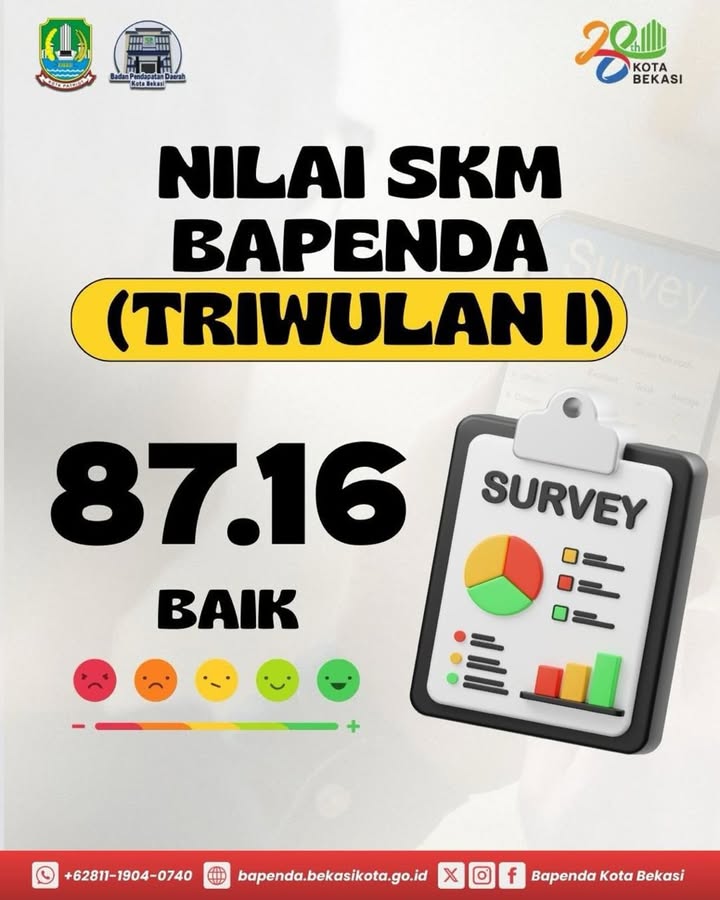 Badan Pendapatan Daerah
Kota Bekasi
KOTA
BEKASI
NILAI SKM
BAPENDA
(TRIWULAN I)
Survey
87.16
BAIK
SURVEY
- +
+62811-1904-0740
bapenda.bekasikota.go.id
Bapenda Kota Bekasi